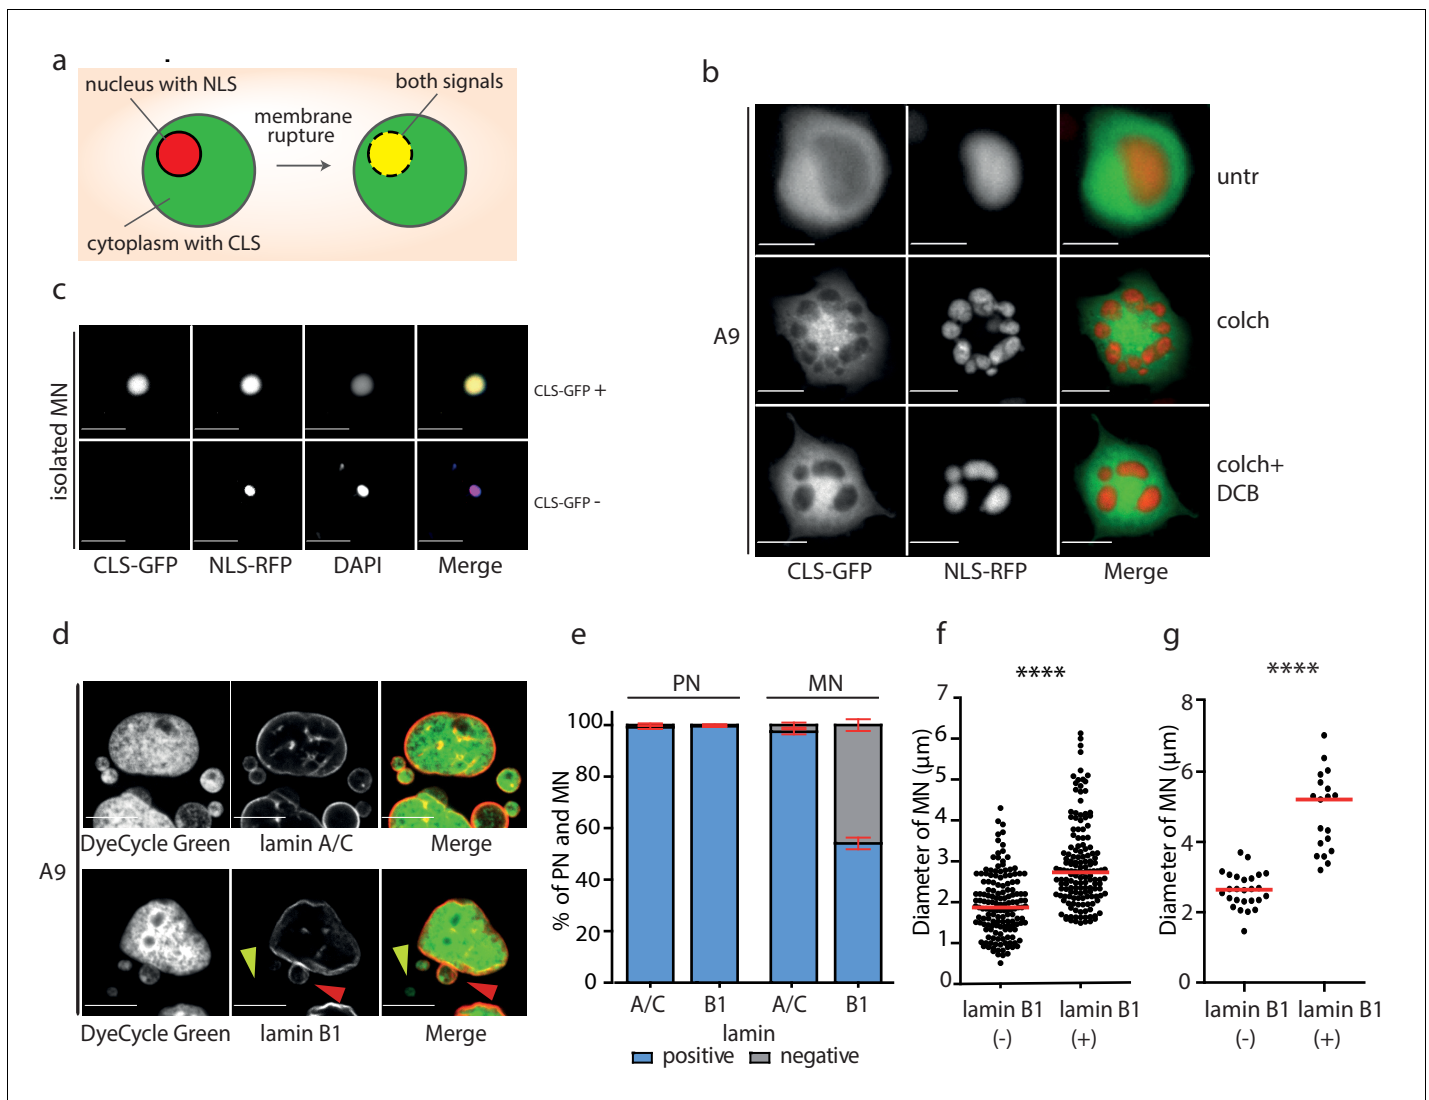 a
nucleus with NLS
both signals
membrane
rupture
cytoplasm with CLS
b
A9
untr
colch
colch+
DCB
CLS-GFP
NLS-RFP
Merge
c
isolated MN
CLS-GFP +
CLS-GFP -
CLS-GFP
NLS-RFP
DAPI
Merge
d
A9
DyeCycle Green
lamin A/C
Merge
DyeCycle Green
lamin B1
Merge
e
PN
MN
% of PN and MN
100
80
60
40
20
0
A/C
B1
A/C
B1
lamin
positive
negative
f
****
Diameter of MN (µm)
7
6
5
4
3
2
1
0
lamin B1
(-)
lamin B1
(+)
g
****
Diameter of MN (µm)
8
6
4
2
0
lamin B1
(-)
lamin B1
(+)